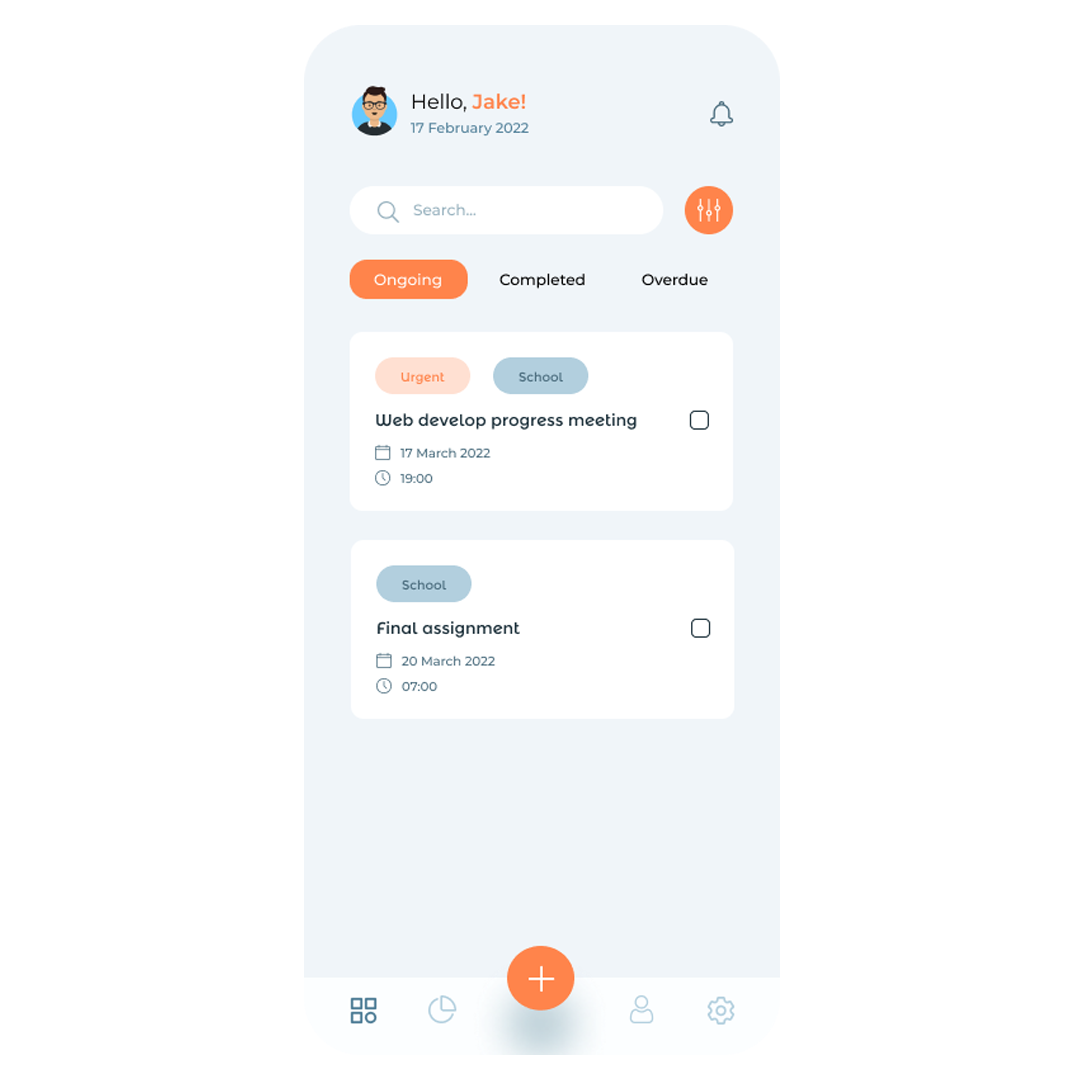 Hello, Jake!
17 February 2022
Search...
Ongoing Completed Overdue
Urgent School
Web develop progress meeting
17 March 2022
19:00
School
Final assignment
20 March 2022
07:00